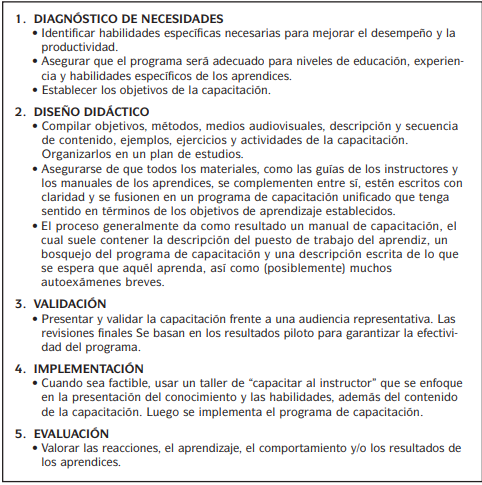 1. DIAGNÓSTICO DE NECESIDADES
• Identificar habilidades específicas necesarias para mejorar el desempeño y la
productividad.
• Asegurar que el programa será adecuado para niveles de educación, experien-
cia y habilidades específicos de los aprendices.
• Establecer los objetivos de la capacitación.
2. DISEÑO DIDÁCTICO
• Compilar objetivos, métodos, medios audiovisuales, descripción y secuencia
de contenido, ejemplos, ejercicios y actividades de la capacitación.
Organizarlos en un plan de estudios.
• Asegurarse de que todos los materiales, como las guías de los instructores y
los manuales de los aprendices, se complementen entre sí, estén escritos con
claridad y se fusionen en un programa de capacitación unificado que tenga
sentido en términos de los objetivos de aprendizaje establecidos.
• El proceso generalmente da como resultado un manual de capacitación, el
cual suele contener la descripción del puesto de trabajo del aprendiz, un
bosquejo del programa de capacitación y una descripción escrita de lo que
se espera que aquél aprenda, así como (posiblemente) muchos
autoexámenes breves.
3. VALIDACIÓN
• Presentar y validar la capacitación frente a una audiencia representativa. Las
revisiones finales Se basan en los resultados piloto para garantizar la efectivi-
dad del programa.
4. IMPLEMENTACIÓN
• Cuando sea factible, usar un taller de “capacitar al instructor” que se enfoque
en la presentación del conocimiento y las habilidades, además del contenido
de la capacitación. Luego se implementa el programa de capacitación.
5. EVALUACIÓN
• Valorar las reacciones, el aprendizaje, el comportamiento y/o los resultados de
los aprendices.